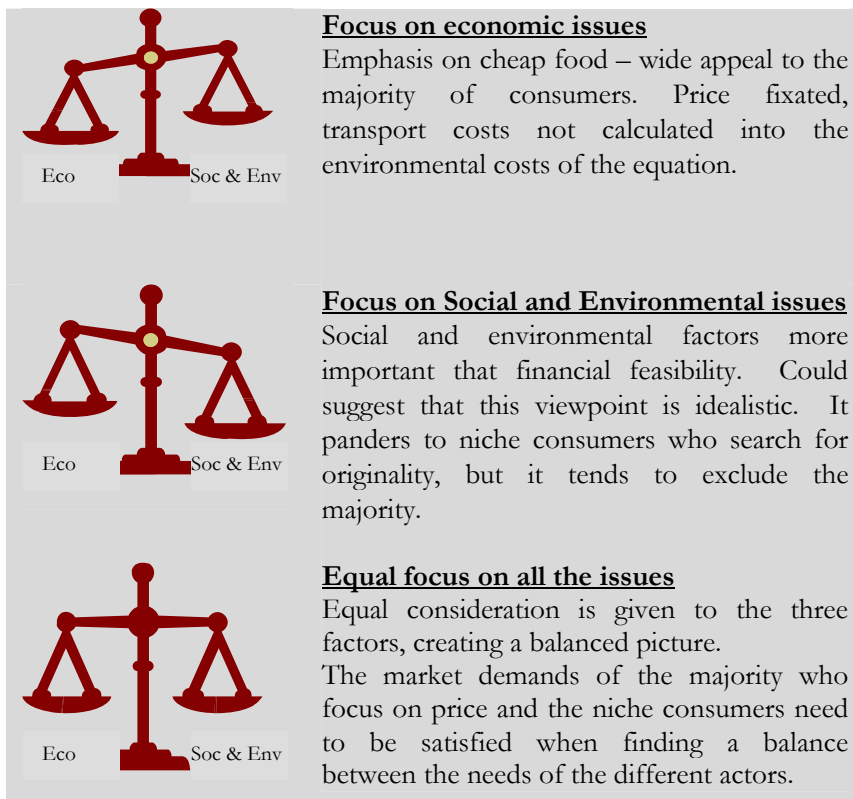 Focus on economic issues
Emphasis on cheap food – wide appeal to the
majority of consumers. Price fixated,
transport costs not calculated into the
environmental costs of the equation.
Eco
Soc & Env
Focus on Social and Environmental issues
Social and environmental factors more
important that financial feasibility. Could
suggest that this viewpoint is idealistic. It
panders to niche consumers who search for
originality, but it tends to exclude the
majority.
Eco
Soc & Env
Equal focus on all the issues
Equal consideration is given to the three
factors, creating a balanced picture.
The market demands of the majority who
focus on price and the niche consumers need
to be satisfied when finding a balance
between the needs of the different actors.
Eco
Soc & Env